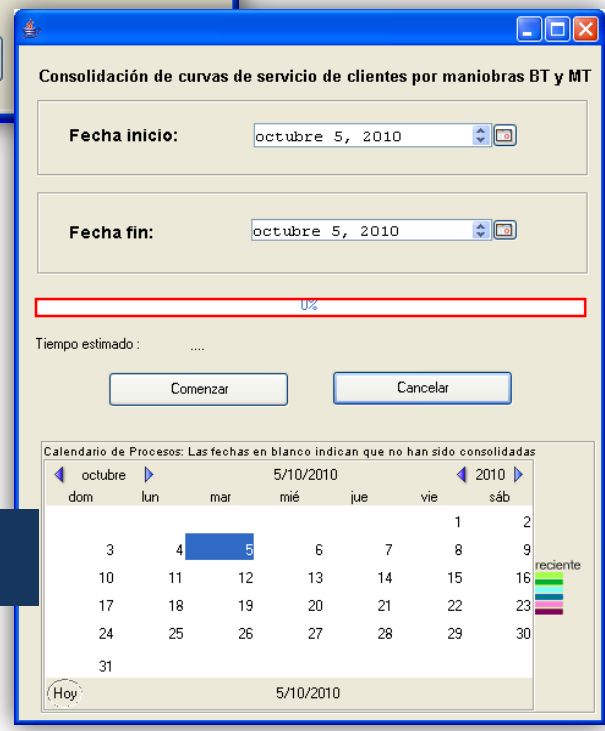 Consolidación de curvas de servicio de clientes por maniobras BT y MT
Fecha inicio: octubre 5, 2010
Fecha fin: octubre 5, 2010
0%
Tiempo estimado : ....
Comenzar Cancelar
Calendario de Procesos: Las fechas en blanco indican que no han sido consolidadas
octubre 5/10/2010 2010
dom lun mar mié jue vie sáb
1 2
3 4 5 6 7 8 9
reciente
10 11 12 13 14 15 16
17 18 19 20 21 22 23
24 25 26 27 28 29 30
31
Hoy 5/10/2010